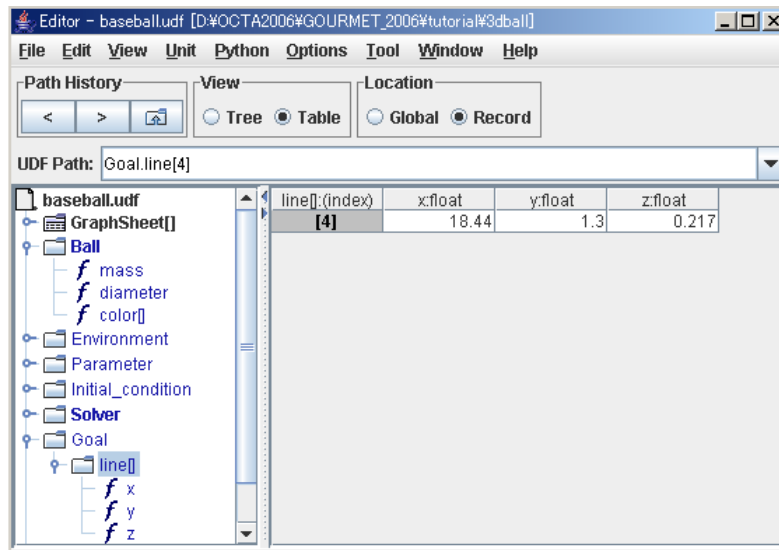 Editor - baseball.udf [D:¥OCTA2006¥GOURMET_2006¥tutorial¥3dball]
File Edit View Unit Python Options Tool Window Help
Path History View Location
< > Tree Table Global Record
UDF Path: Goal.line[4]
baseball.udf
GraphSheet[]
Ball
f mass
f diameter
f color[]
Environment
Parameter
Initial_condition
Solver
Goal
line[]
f x
f y
f z
line[]:(index) x:float y:float z:float
[4] 18.44 1.3 0.217